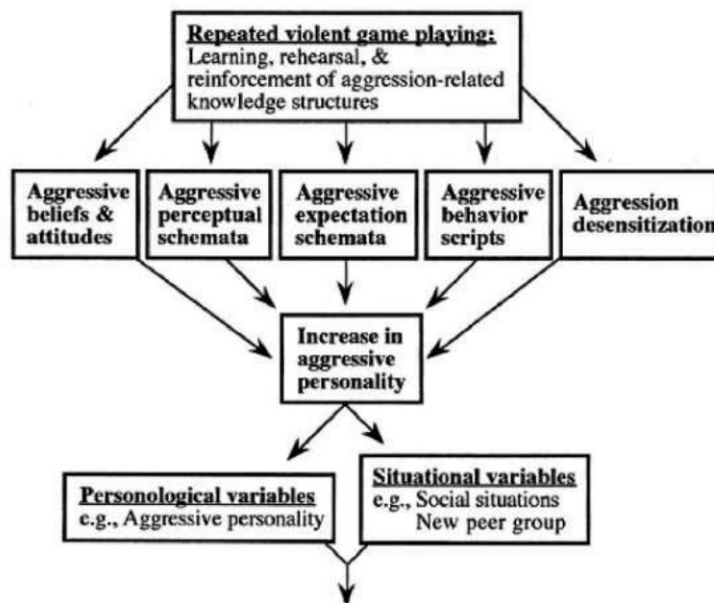 Repeated violent game playing:
Learning, rehearsal, &
reinforcement of aggression-related
knowledge structures
Aggressive
beliefs &
attitudes
Aggressive
perceptual
schemata
Aggressive
expectation
schemata
Aggressive
behavior
scripts
Aggression
desensitization
Increase in
aggressive
personality
Personological variables
e.g., Aggressive personality
Situational variables
e.g., Social situations
New peer group